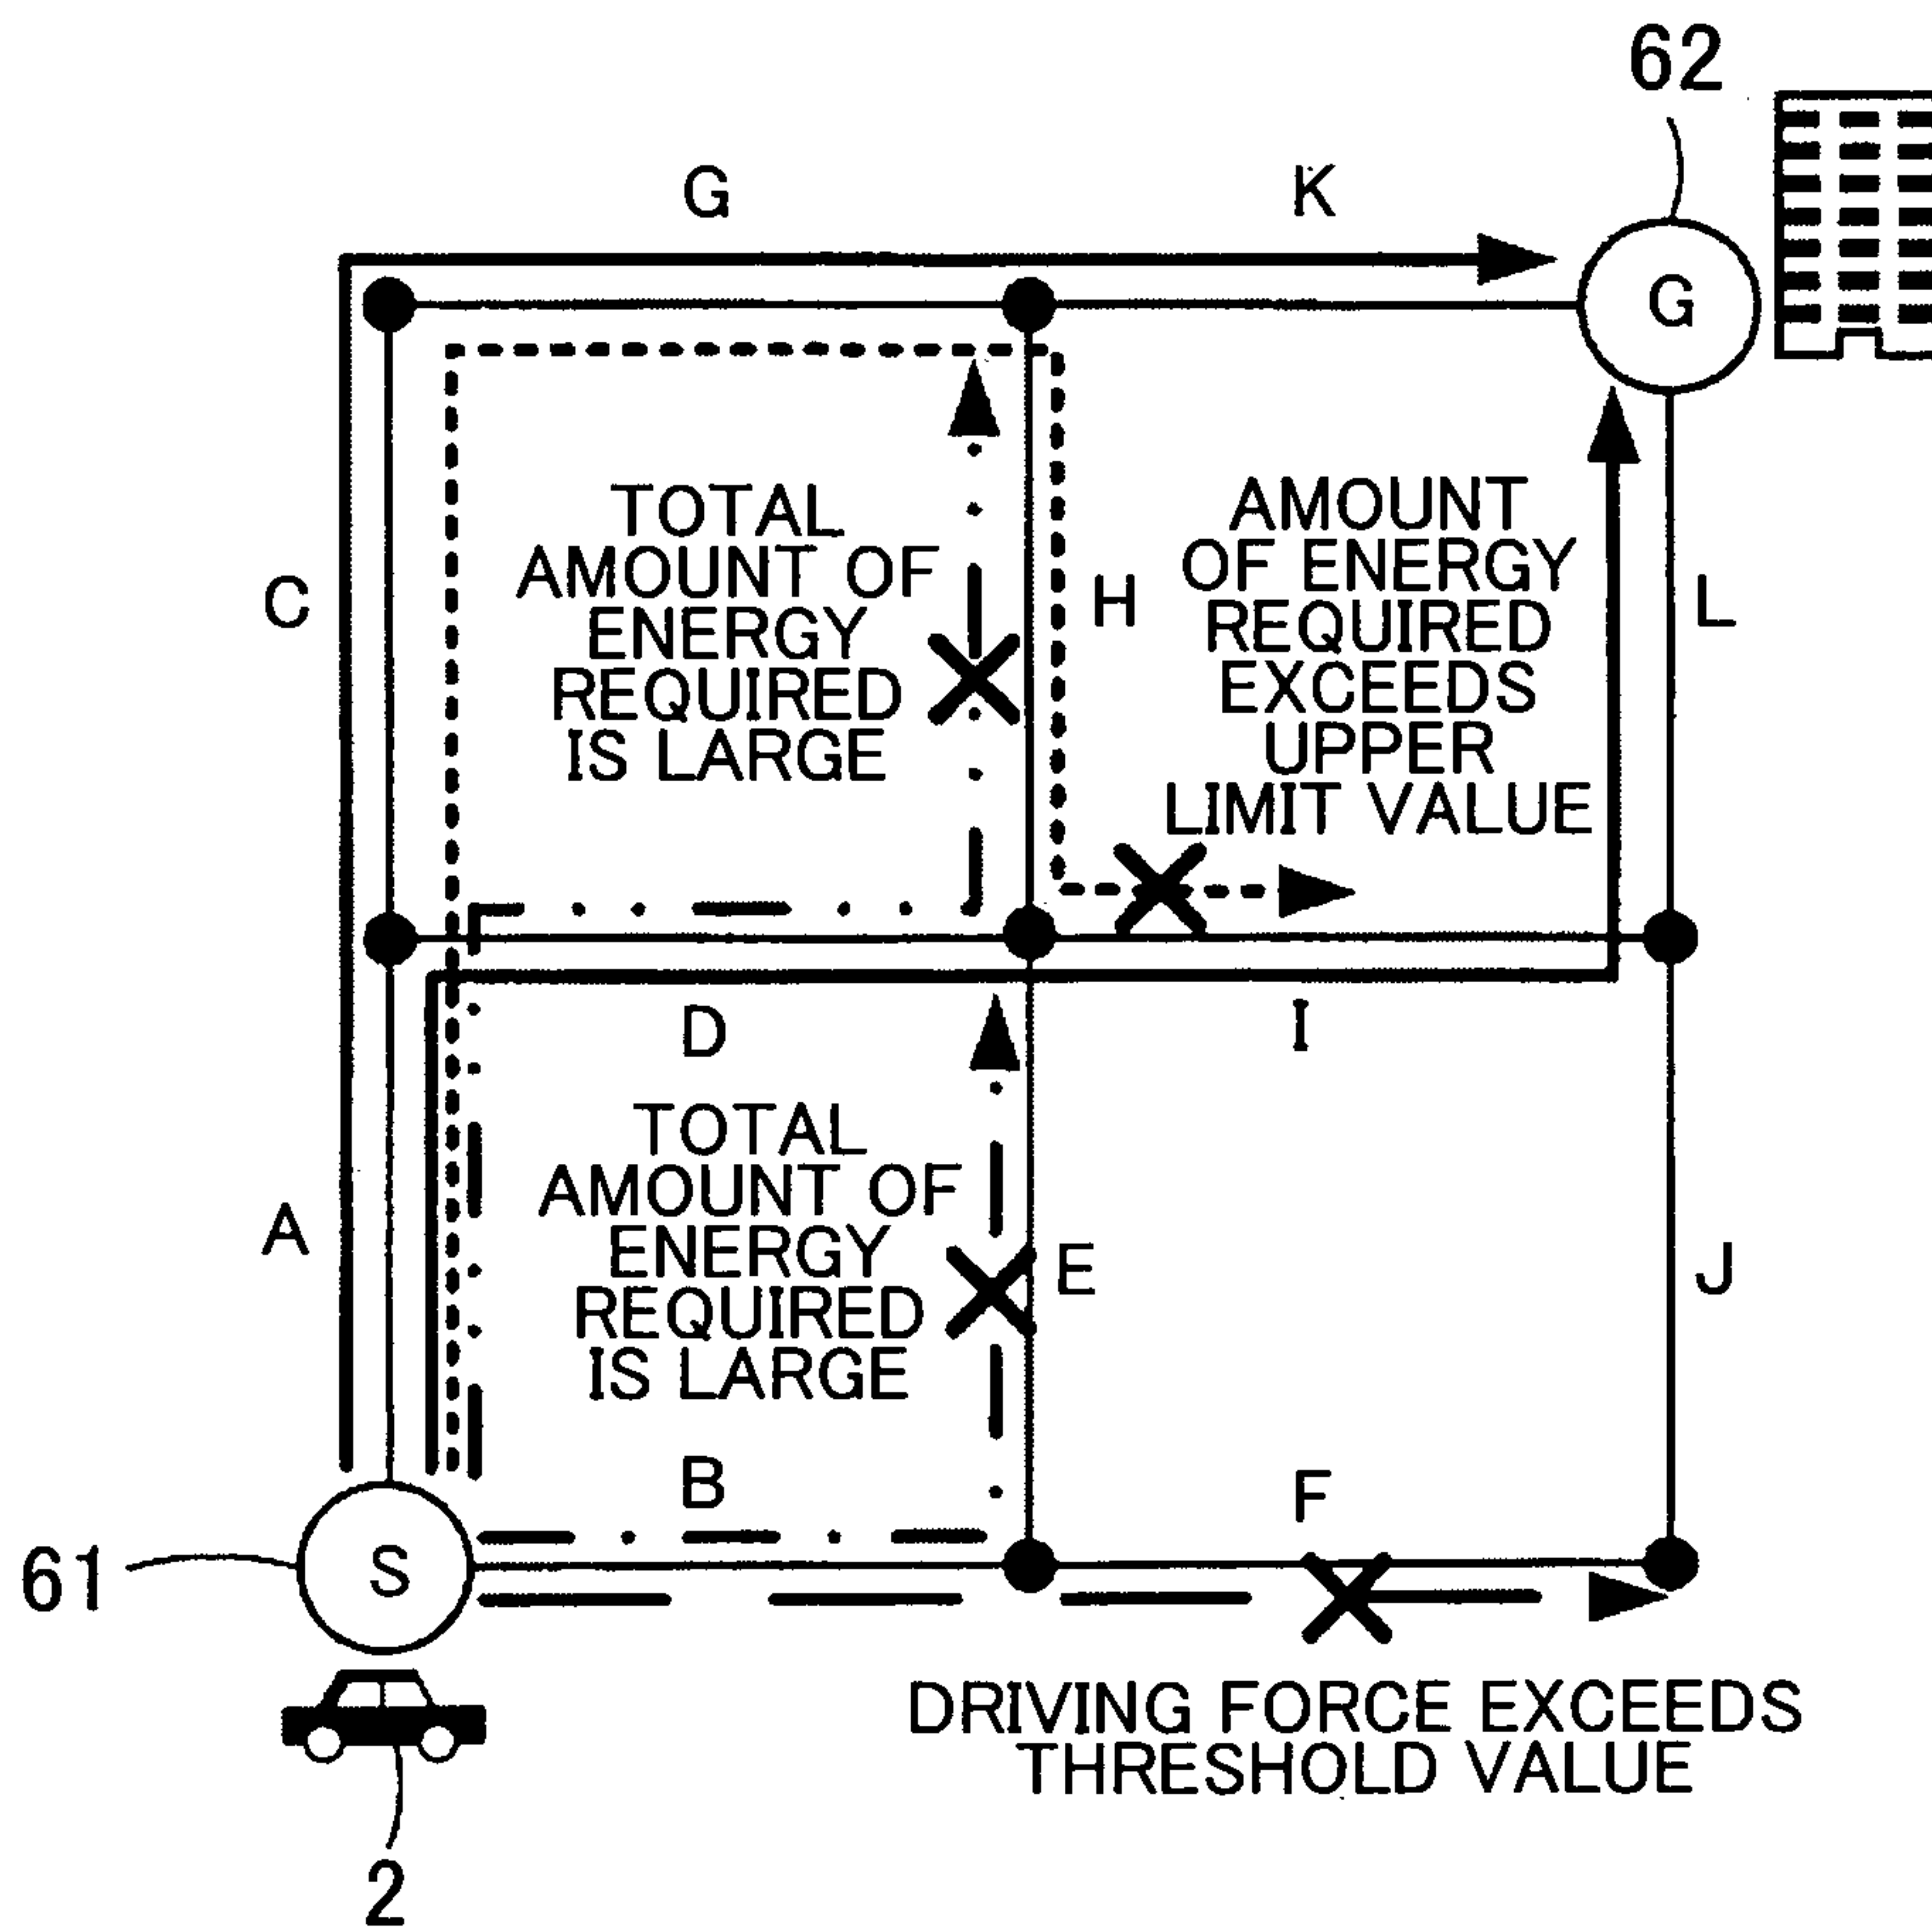 62
G
K
G
TOTAL
AMOUNT OF
ENERGY
REQUIRED
IS LARGE
AMOUNT
OF ENERGY
REQUIRED
EXCEEDS
UPPER
LIMIT VALUE
C
H
L
D
I
TOTAL
AMOUNT OF
ENERGY
REQUIRED
IS LARGE
A
E
J
B
F
61
S
DRIVING FORCE EXCEEDS
THRESHOLD VALUE
2